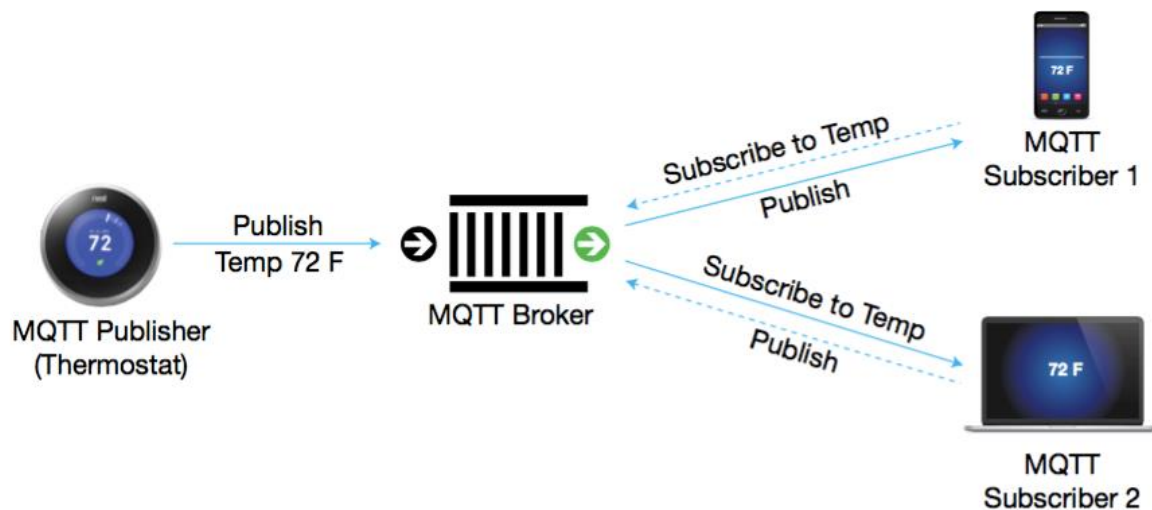 nest
72
MQTT Publisher
(Thermostat)
Publish
Temp 72 F
MQTT Broker
Subscribe to Temp
Publish
Subscribe to Temp
Publish
72 F
MQTT
Subscriber 1
72 F
MQTT
Subscriber 2